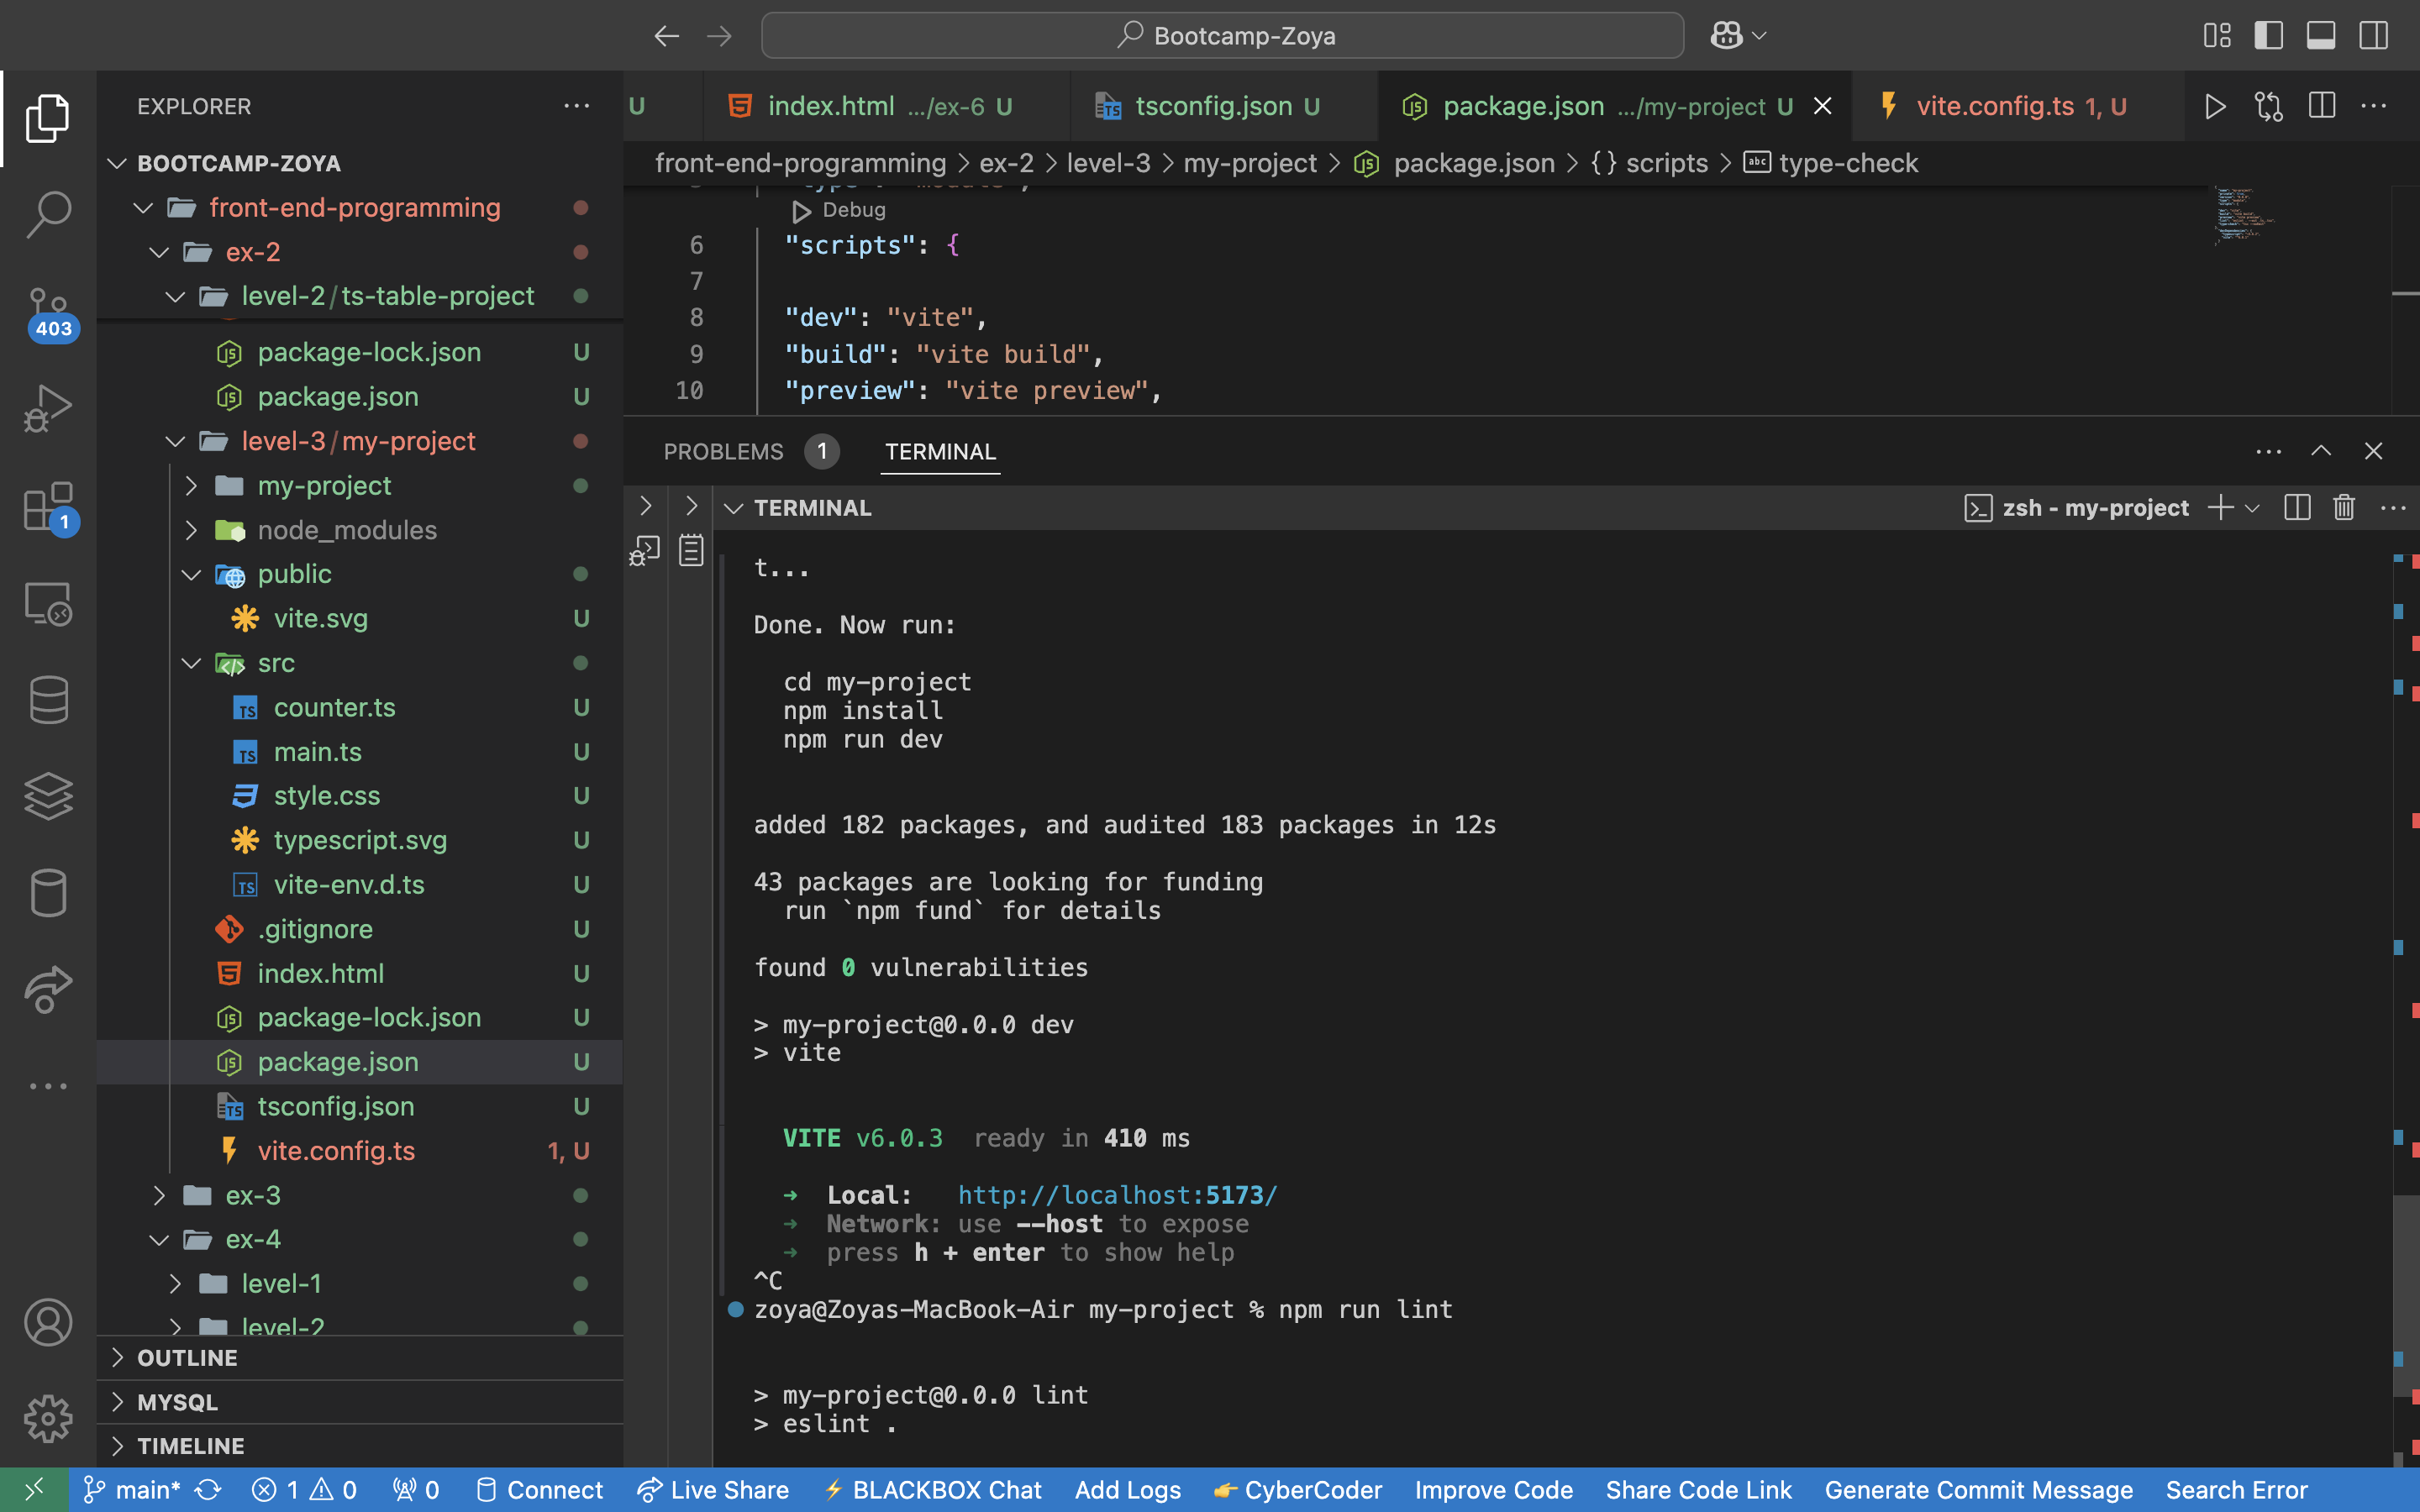 Bootcamp-Zoya
EXPLORER
BOOTCAMP-ZOYA
front-end-programming
ex-2
level-2/ts-table-project
package-lock.json U
package.json U
level-3/my-project
my-project
node_modules
public
vite.svg U
src
counter.ts U
main.ts U
style.css U
typescript.svg U
vite-env.d.ts U
.gitignore U
index.html U
package-lock.json U
package.json U
tsconfig.json U
vite.config.ts 1, U
ex-3
ex-4
level-1
level-2
OUTLINE
MYSQL
TIMELINE
403
1
U
index.html .../ex-6 U
tsconfig.json U
package.json .../my-project U
vite.config.ts 1, U
front-end-programming > ex-2 > level-3 > my-project > package.json > {} scripts > abc type-check
Debug
6 "scripts": {
7
8 "dev": "vite",
9 "build": "vite build",
10 "preview": "vite preview",
PROBLEMS 1 TERMINAL
TERMINAL
zsh - my-project
t...
Done. Now run:
cd my-project
npm install
npm run dev
added 182 packages, and audited 183 packages in 12s
43 packages are looking for funding
run `npm fund` for details
found 0 vulnerabilities
> my-project@0.0.0 dev
> vite
VITE v6.0.3 ready in 410 ms
➜ Local: http://localhost:5173/
➜ Network: use --host to expose
➜ press h + enter to show help
^C
zoya@Zoyas-MacBook-Air my-project % npm run lint
> my-project@0.0.0 lint
> eslint .
main* 1 0 0 Connect Live Share ⚡ BLACKBOX Chat Add Logs 👉 CyberCoder Improve Code Share Code Link Generate Commit Message Search Error